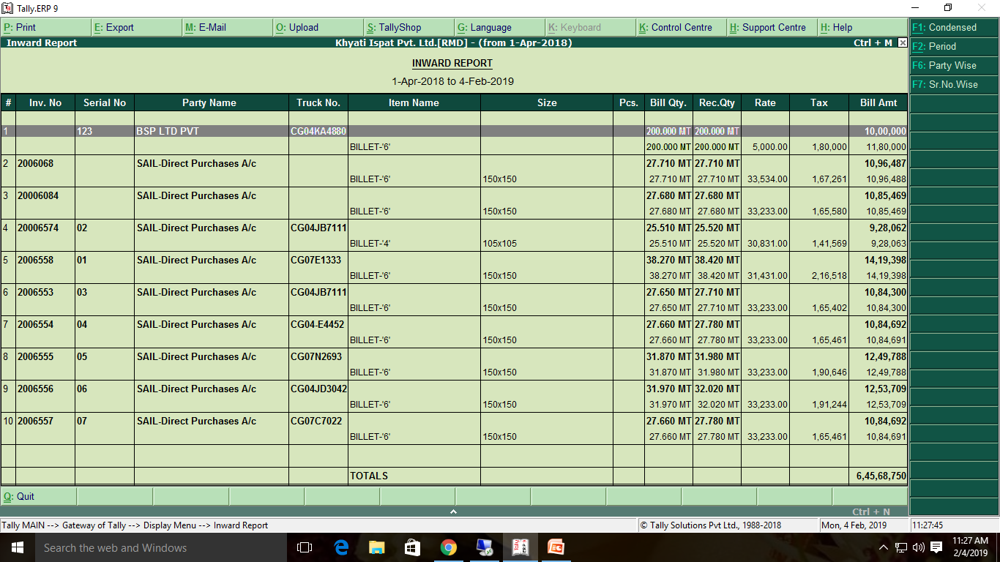 Tally.ERP 9
P: Print E: Export M: E-Mail O: Upload S: TallyShop G: Language K: Keyboard K: Control Centre H: Support Centre H: Help F1: Condensed
Inward Report Khyati Ispat Pvt. Ltd.[RMD] - (from 1-Apr-2018) Ctrl + M F2: Period
INWARD REPORT F6: Party Wise
1-Apr-2018 to 4-Feb-2019 F7: Sr.No.Wise
# Inv. No Serial No Party Name Truck No. Item Name Size Pcs. Bill Qty. Rec.Qty Rate Tax Bill Amt
1 123 BSP LTD PVT CG04KA4880 200.000 MT 200.000 MT 10,00,000
BILLET-'6' 200.000 MT 200.000 MT 5,000.00 1,80,000 11,80,000
2 2006068 SAIL-Direct Purchases A/c 27.710 MT 27.710 MT 10,96,487
BILLET-'6' 150x150 27.710 MT 27.710 MT 33,534.00 1,67,261 10,96,488
3 20006084 SAIL-Direct Purchases A/c 27.680 MT 27.680 MT 10,85,469
BILLET-'6' 150x150 27.680 MT 27.680 MT 33,233.00 1,65,580 10,85,469
4 20006574 02 SAIL-Direct Purchases A/c CG04JB7111 25.510 MT 25.520 MT 9,28,062
BILLET-'4' 105x105 25.510 MT 25.520 MT 30,831.00 1,41,569 9,28,063
5 2006558 01 SAIL-Direct Purchases A/c CG07E1333 38.270 MT 38.420 MT 14,19,398
BILLET-'6' 150x150 38.270 MT 38.420 MT 31,431.00 2,16,518 14,19,398
6 2006553 03 SAIL-Direct Purchases A/c CG04JB7111 27.650 MT 27.710 MT 10,84,300
BILLET-'6' 150x150 27.650 MT 27.710 MT 33,233.00 1,65,402 10,84,300
7 2006554 04 SAIL-Direct Purchases A/c CG04-E4452 27.660 MT 27.780 MT 10,84,692
BILLET-'6' 150x150 27.660 MT 27.780 MT 33,233.00 1,65,461 10,84,691
8 2006555 05 SAIL-Direct Purchases A/c CG07N2693 31.870 MT 31.980 MT 12,49,788
BILLET-'6' 150x150 31.870 MT 31.980 MT 33,233.00 1,90,646 12,49,788
9 2006556 06 SAIL-Direct Purchases A/c CG04JD3042 31.970 MT 32.020 MT 12,53,709
BILLET-'6' 150x150 31.970 MT 32.020 MT 33,233.00 1,91,244 12,53,709
10 2006557 07 SAIL-Direct Purchases A/c CG07C7022 27.660 MT 27.780 MT 10,84,692
BILLET-'6' 150x150 27.660 MT 27.780 MT 33,233.00 1,65,461 10,84,691
TOTALS 6,45,68,750
Q: Quit
Ctrl + N
Tally MAIN --> Gateway of Tally --> Display Menu --> Inward Report © Tally Solutions Pvt Ltd., 1988-2018 Mon, 4 Feb, 2019 11:27:45
Search the web and Windows Tally ERP9 11:27 AM
2/4/2019